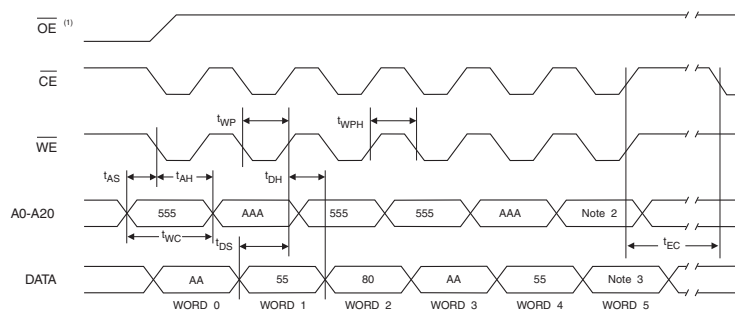 OE (1)
CE
tWP
tWPH
WE
tAS
tAH
tDH
A0-A20
555
AAA
555
555
AAA
Note 2
tWC
tDS
tEC
DATA
AA
55
80
AA
55
Note 3
WORD 0
WORD 1
WORD 2
WORD 3
WORD 4
WORD 5